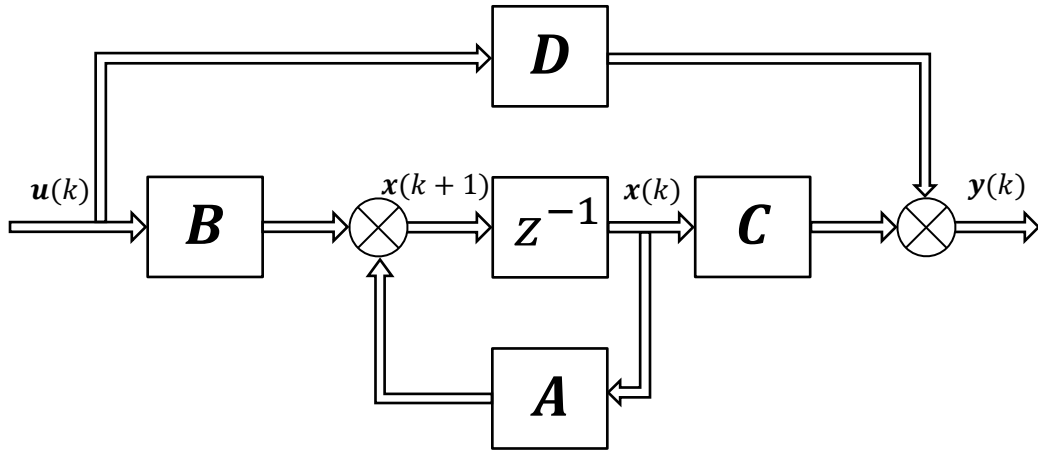 D
u(k)
B
x(k + 1)
z⁻¹
x(k)
C
y(k)
A